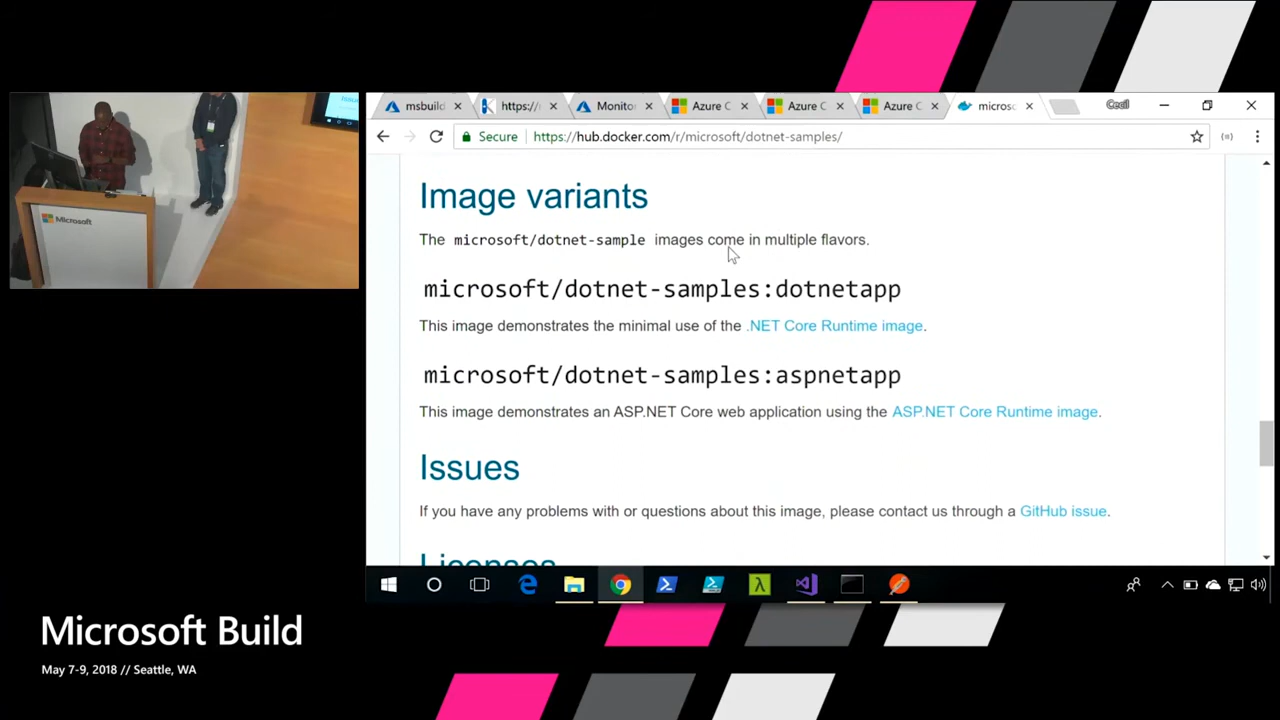 msbuild
https://
Monitor
Azure C
Azure C
Azure C
micros
Cecil
Secure
https://hub.docker.com/r/microsoft/dotnet-samples/
Image variants
The microsoft/dotnet-sample images come in multiple flavors.
microsoft/dotnet-samples:dotnetapp
This image demonstrates the minimal use of the .NET Core Runtime image.
microsoft/dotnet-samples:aspnetapp
This image demonstrates an ASP.NET Core web application using the ASP.NET Core Runtime image.
Issues
If you have any problems with or questions about this image, please contact us through a GitHub issue.
Licenses
Microsoft
Microsoft Build
May 7-9, 2018 // Seattle, WA